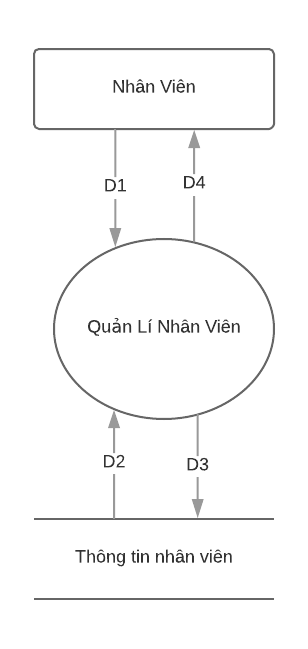 Nhân Viên
D1
D4
Quản Lí Nhân Viên
D2
D3
Thông tin nhân viên